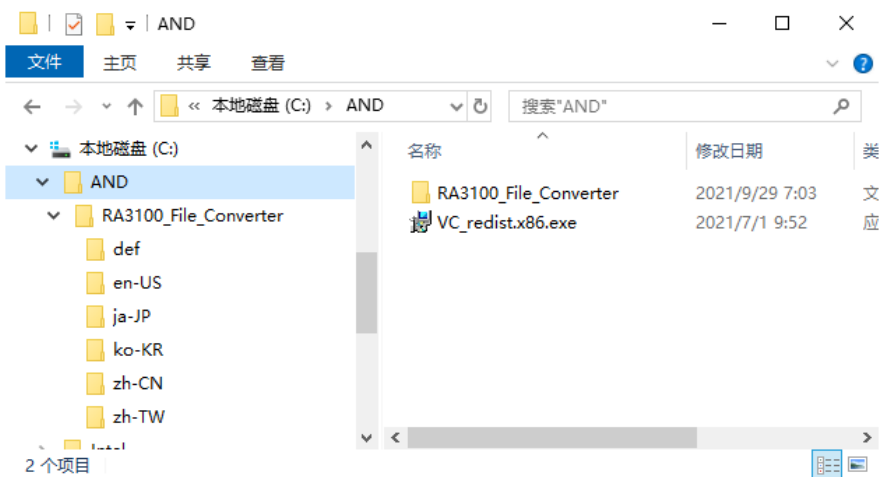 AND
文件 主页 共享 查看
« 本地磁盘 (C:) › AND 搜索"AND"
本地磁盘 (C:)
AND
RA3100_File_Converter
def
en-US
ja-JP
ko-KR
zh-CN
zh-TW
名称 修改日期
RA3100_File_Converter 2021/9/29 7:03 文
VC_redist.x86.exe 2021/7/1 9:52 应
2 个项目